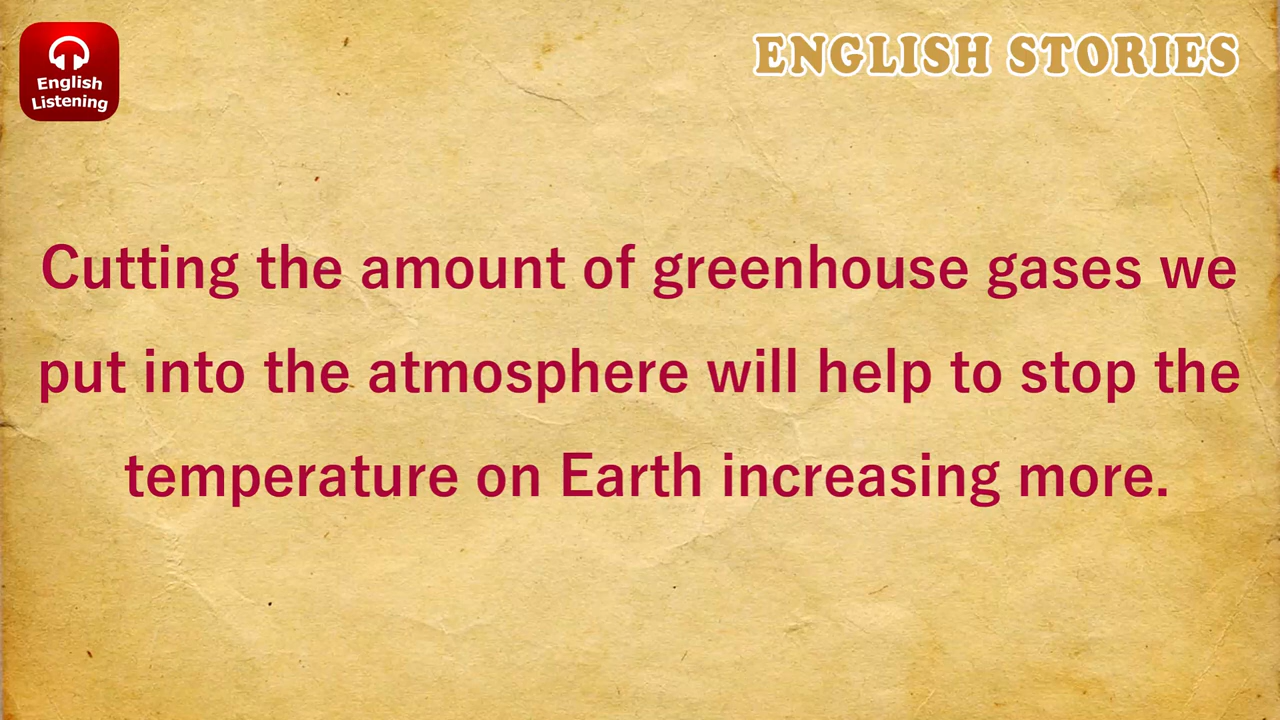 English
Listening
ENGLISH STORIES
Cutting the amount of greenhouse gases we
put into the atmosphere will help to stop the
temperature on Earth increasing more.